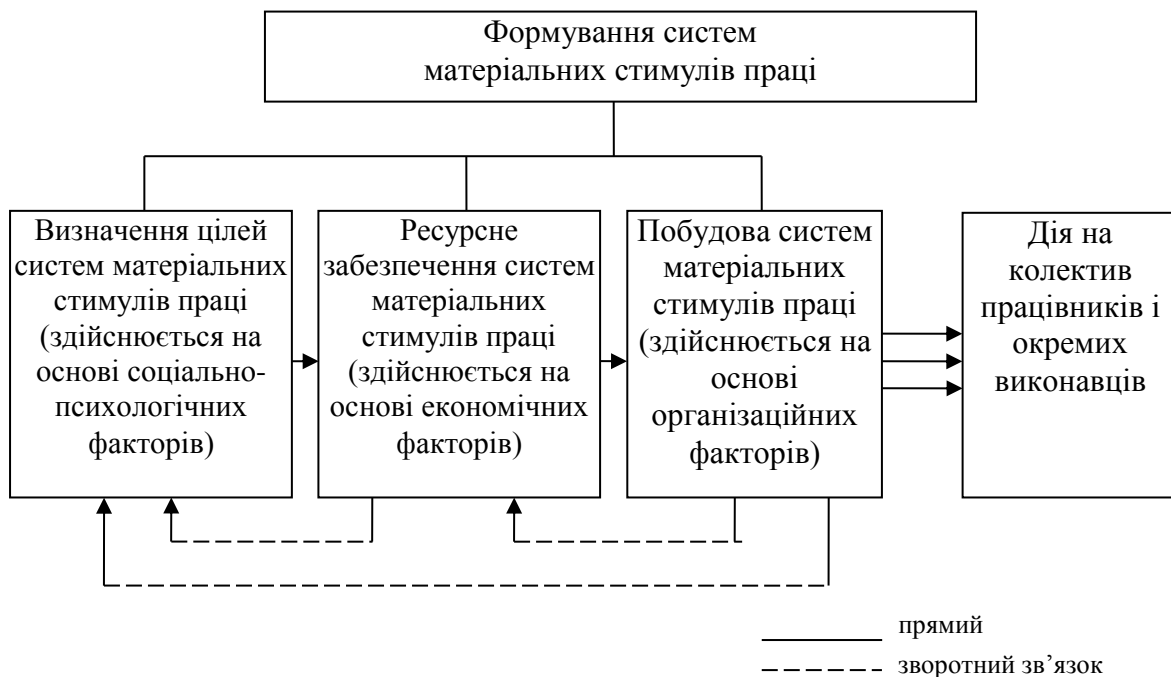 Формування систем
матеріальних стимулів праці
Визначення цілей
систем матеріальних
стимулів праці
(здійснюється на
основі соціально-
психологічних
факторів)
Ресурсне
забезпечення систем
матеріальних
стимулів праці
(здійснюється на
основі економічних
факторів)
Побудова систем
матеріальних
стимулів праці
(здійснюється на
основі
організаційних
факторів)
Дія на
колектив
працівників і
окремих
виконавців
прямий
зворотний зв’язок